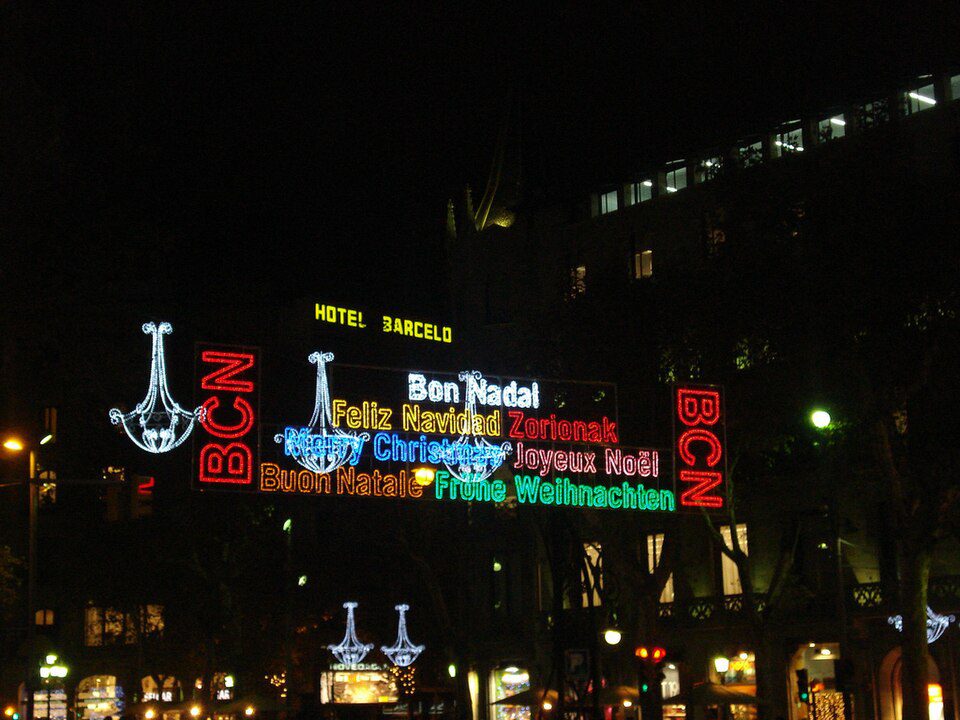 HOTEL BARCELO
BCN
Bon Nadal
Feliz Navidad Zorionak
Merry Christmas Joyeux Noël
Buon Natale Frohe Weihnachten
BCN